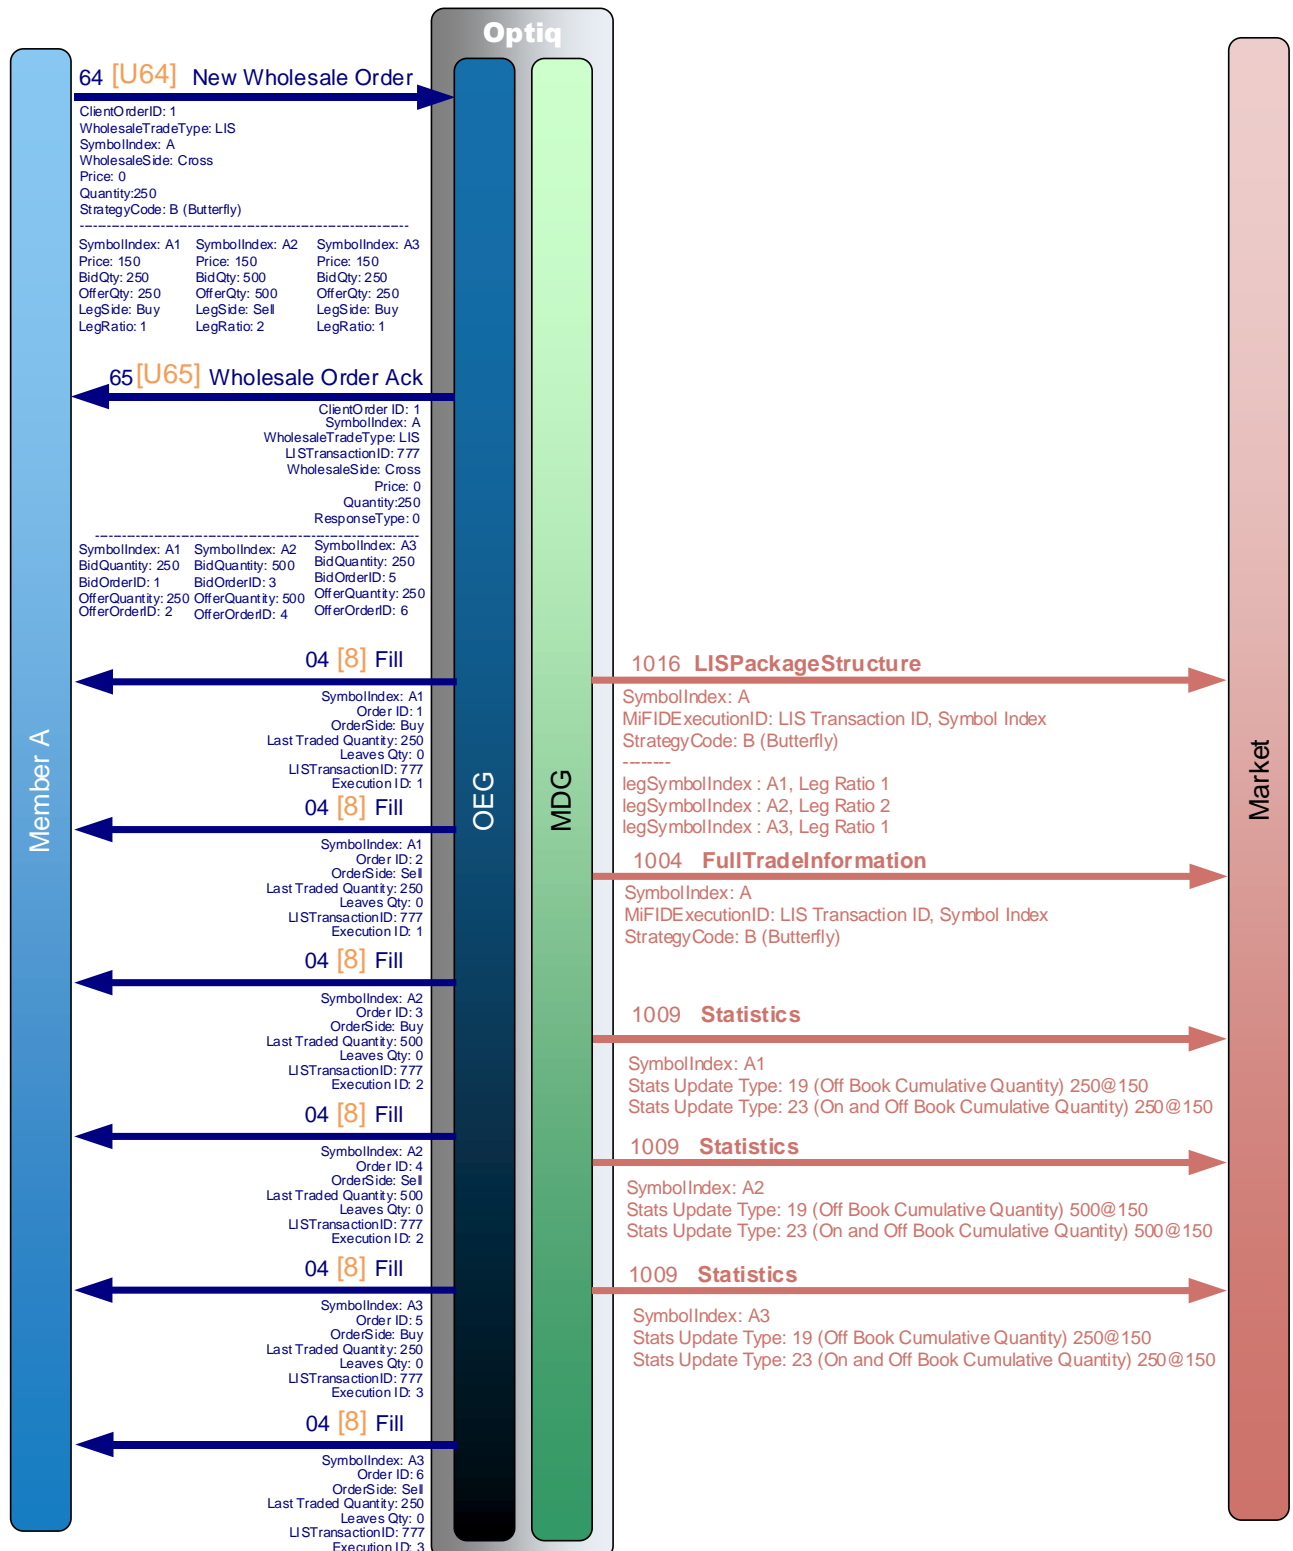 Optiq
64 [U64] New Wholesale Order
ClientOrderID: 1
WholesaleTradeType: LIS
SymbolIndex: A
WholesaleSide: Cross
Price: 0
Quantity:250
StrategyCode: B (Butterfly)
----------------------------------------------------------------------
SymbolIndex: A1 SymbolIndex: A2 SymbolIndex: A3
Price: 150 Price: 150 Price: 150
BidQty: 250 BidQty: 500 BidQty: 250
OfferQty: 250 OfferQty: 500 OfferQty: 250
LegSide: Buy LegSide: Sell LegSide: Buy
LegRatio: 1 LegRatio: 2 LegRatio: 1
65 [U65] Wholesale Order Ack
ClientOrder ID: 1
SymbolIndex: A
WholesaleTradeType: LIS
LISTransactionID: 777
WholesaleSide: Cross
Price: 0
Quantity:250
ResponseType: 0
----------------------------------------------------------------------
SymbolIndex: A1 SymbolIndex: A2 SymbolIndex: A3
BidQuantity: 250 BidQuantity: 500 BidQuantity: 250
BidOrderID: 1 BidOrderID: 3 BidOrderID: 5
OfferQuantity: 250 OfferQuantity: 500 OfferQuantity: 250
OfferOrderID: 2 OfferOrderID: 4 OfferOrderID: 6
04 [8] Fill
SymbolIndex: A1
Order ID: 1
OrderSide: Buy
Last Traded Quantity: 250
Leaves Qty: 0
LISTransactionID: 777
Execution ID: 1
04 [8] Fill
SymbolIndex: A1
Order ID: 2
OrderSide: Sell
Last Traded Quantity: 250
Leaves Qty: 0
LISTransactionID: 777
Execution ID: 1
04 [8] Fill
SymbolIndex: A2
Order ID: 3
OrderSide: Buy
Last Traded Quantity: 500
Leaves Qty: 0
LISTransactionID: 777
Execution ID: 2
04 [8] Fill
SymbolIndex: A2
Order ID: 4
OrderSide: Sell
Last Traded Quantity: 500
Leaves Qty: 0
LISTransactionID: 777
Execution ID: 2
04 [8] Fill
SymbolIndex: A3
Order ID: 5
OrderSide: Buy
Last Traded Quantity: 250
Leaves Qty: 0
LISTransactionID: 777
Execution ID: 3
04 [8] Fill
SymbolIndex: A3
Order ID: 6
OrderSide: Sell
Last Traded Quantity: 250
Leaves Qty: 0
LISTransactionID: 777
Execution ID: 3
Member A
OEG
MDG
1016 LISPackageStructure
SymbolIndex: A
MiFIDExecutionID: LIS Transaction ID, Symbol Index
StrategyCode: B (Butterfly)
--------
legSymbolIndex : A1, Leg Ratio 1
legSymbolIndex : A2, Leg Ratio 2
legSymbolIndex : A3, Leg Ratio 1
1004 FullTradeInformation
SymbolIndex: A
MiFIDExecutionID: LIS Transaction ID, Symbol Index
StrategyCode: B (Butterfly)
1009 Statistics
SymbolIndex: A1
Stats Update Type: 19 (Off Book Cumulative Quantity) 250@150
Stats Update Type: 23 (On and Off Book Cumulative Quantity) 250@150
1009 Statistics
SymbolIndex: A2
Stats Update Type: 19 (Off Book Cumulative Quantity) 500@150
Stats Update Type: 23 (On and Off Book Cumulative Quantity) 500@150
1009 Statistics
SymbolIndex: A3
Stats Update Type: 19 (Off Book Cumulative Quantity) 250@150
Stats Update Type: 23 (On and Off Book Cumulative Quantity) 250@150
Market